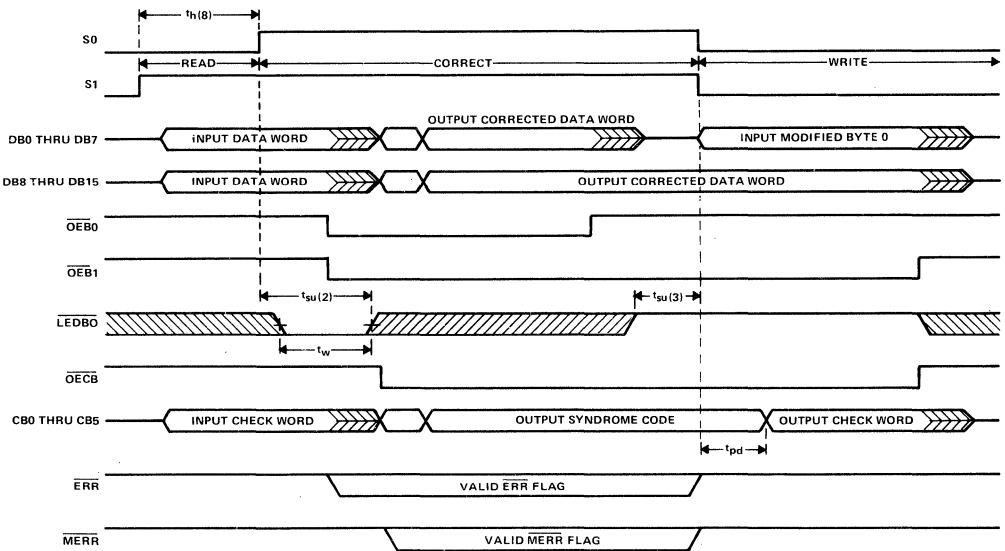 th(8)
S0
READ CORRECT WRITE
S1
OUTPUT CORRECTED DATA WORD
DB0 THRU DB7 INPUT DATA WORD INPUT MODIFIED BYTE 0
DB8 THRU DB15 INPUT DATA WORD OUTPUT CORRECTED DATA WORD
OEB0
OEB1
tsu(2) tsu(3)
LEDBO
tw
OECB
CB0 THRU CB5 INPUT CHECK WORD OUTPUT SYNDROME CODE OUTPUT CHECK WORD
tpd
ERR VALID ERR FLAG
MERR VALID MERR FLAG